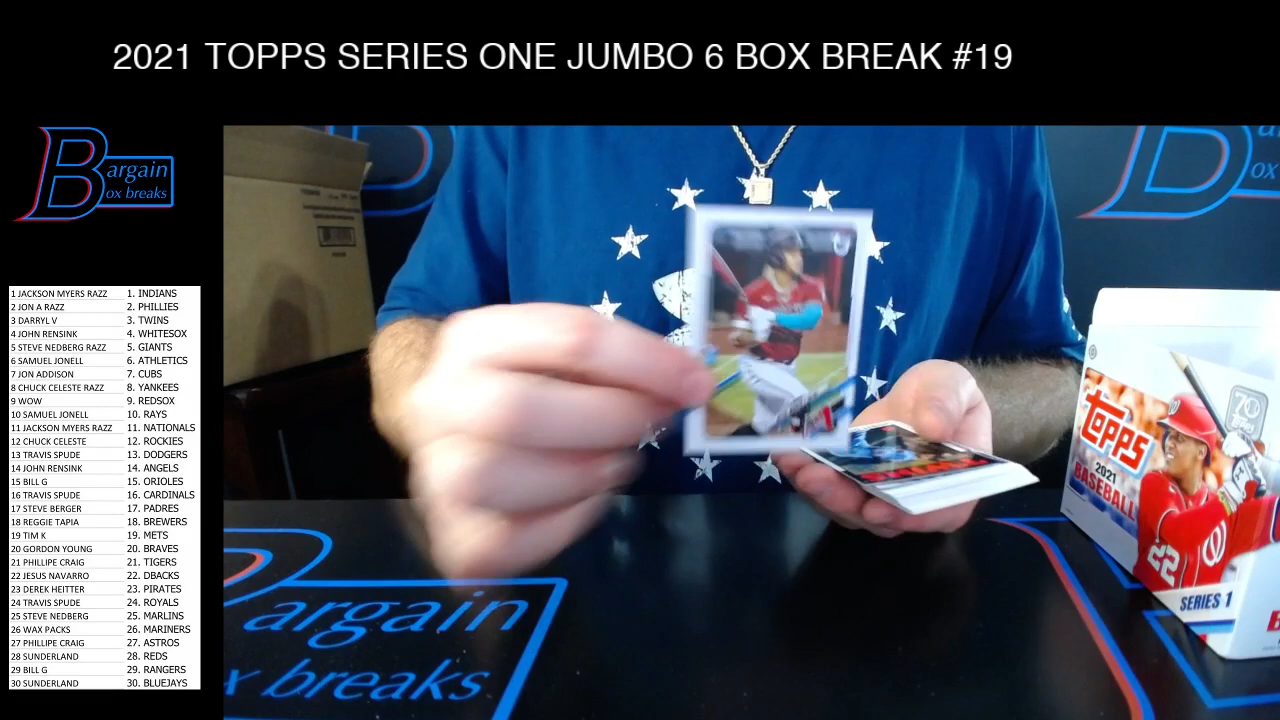 2021 TOPPS SERIES ONE JUMBO 6 BOX BREAK #19
Bargain
Box breaks
1 JACKSON MYERS RAZZ 1. INDIANS
2 JON A RAZZ 2. PHILLIES
3 DARRYL V 3. TWINS
4 JOHN RENSINK 4. WHITESOX
5 STEVE NEDBERG RAZZ 5. GIANTS
6 SAMUEL JONELL 6. ATHLETICS
7 JON ADDISON 7. CUBS
8 CHUCK CELESTE RAZZ 8. YANKEES
9 WOW 9. REDSOX
10 SAMUEL JONELL 10. RAYS
11 JACKSON MYERS RAZZ 11. NATIONALS
12 CHUCK CELESTE 12. ROCKIES
13 TRAVIS SPUDE 13. DODGERS
14 JOHN RENSINK 14. ANGELS
15 BILL G 15. ORIOLES
16 TRAVIS SPUDE 16. CARDINALS
17 STEVE BERGER 17. PADRES
18 REGGIE TAPIA 18. BREWERS
19 TIM K 19. METS
20 GORDON YOUNG 20. BRAVES
21 PHILLIPE CRAIG 21. TIGERS
22 JESUS NAVARRO 22. DBACKS
23 DEREK HEITTER 23. PIRATES
24 TRAVIS SPUDE 24. ROYALS
25 STEVE NEDBERG 25. MARLINS
26 WAX PACKS 26. MARINERS
27 PHILLIPE CRAIG 27. ASTROS
28 SUNDERLAND 28. REDS
29 BILL G 29. RANGERS
30 SUNDERLAND 30. BLUEJAYS
TOPPS
2021
BASEBALL
70
22
SERIES 1
argain
x breaks